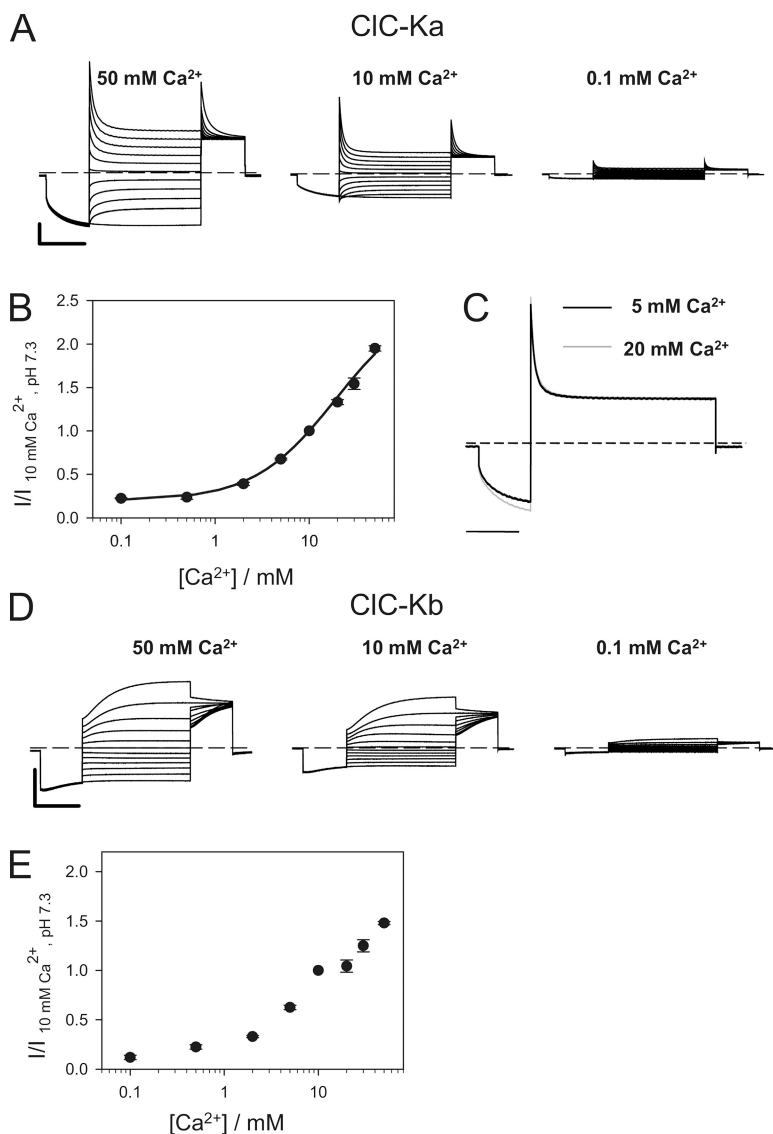 A
ClC-Ka
50 mM Ca²⁺
10 mM Ca²⁺
0.1 mM Ca²⁺
B
2.5
2.0
1.5
1.0
0.5
0.0
I/I 10 mM Ca²⁺, pH 7.3
0.1
1
10
[Ca²⁺] / mM
C
5 mM Ca²⁺
20 mM Ca²⁺
D
ClC-Kb
50 mM Ca²⁺
10 mM Ca²⁺
0.1 mM Ca²⁺
E
2.0
1.5
1.0
0.5
0.0
I/I 10 mM Ca²⁺, pH 7.3
0.1
1
10
[Ca²⁺] / mM